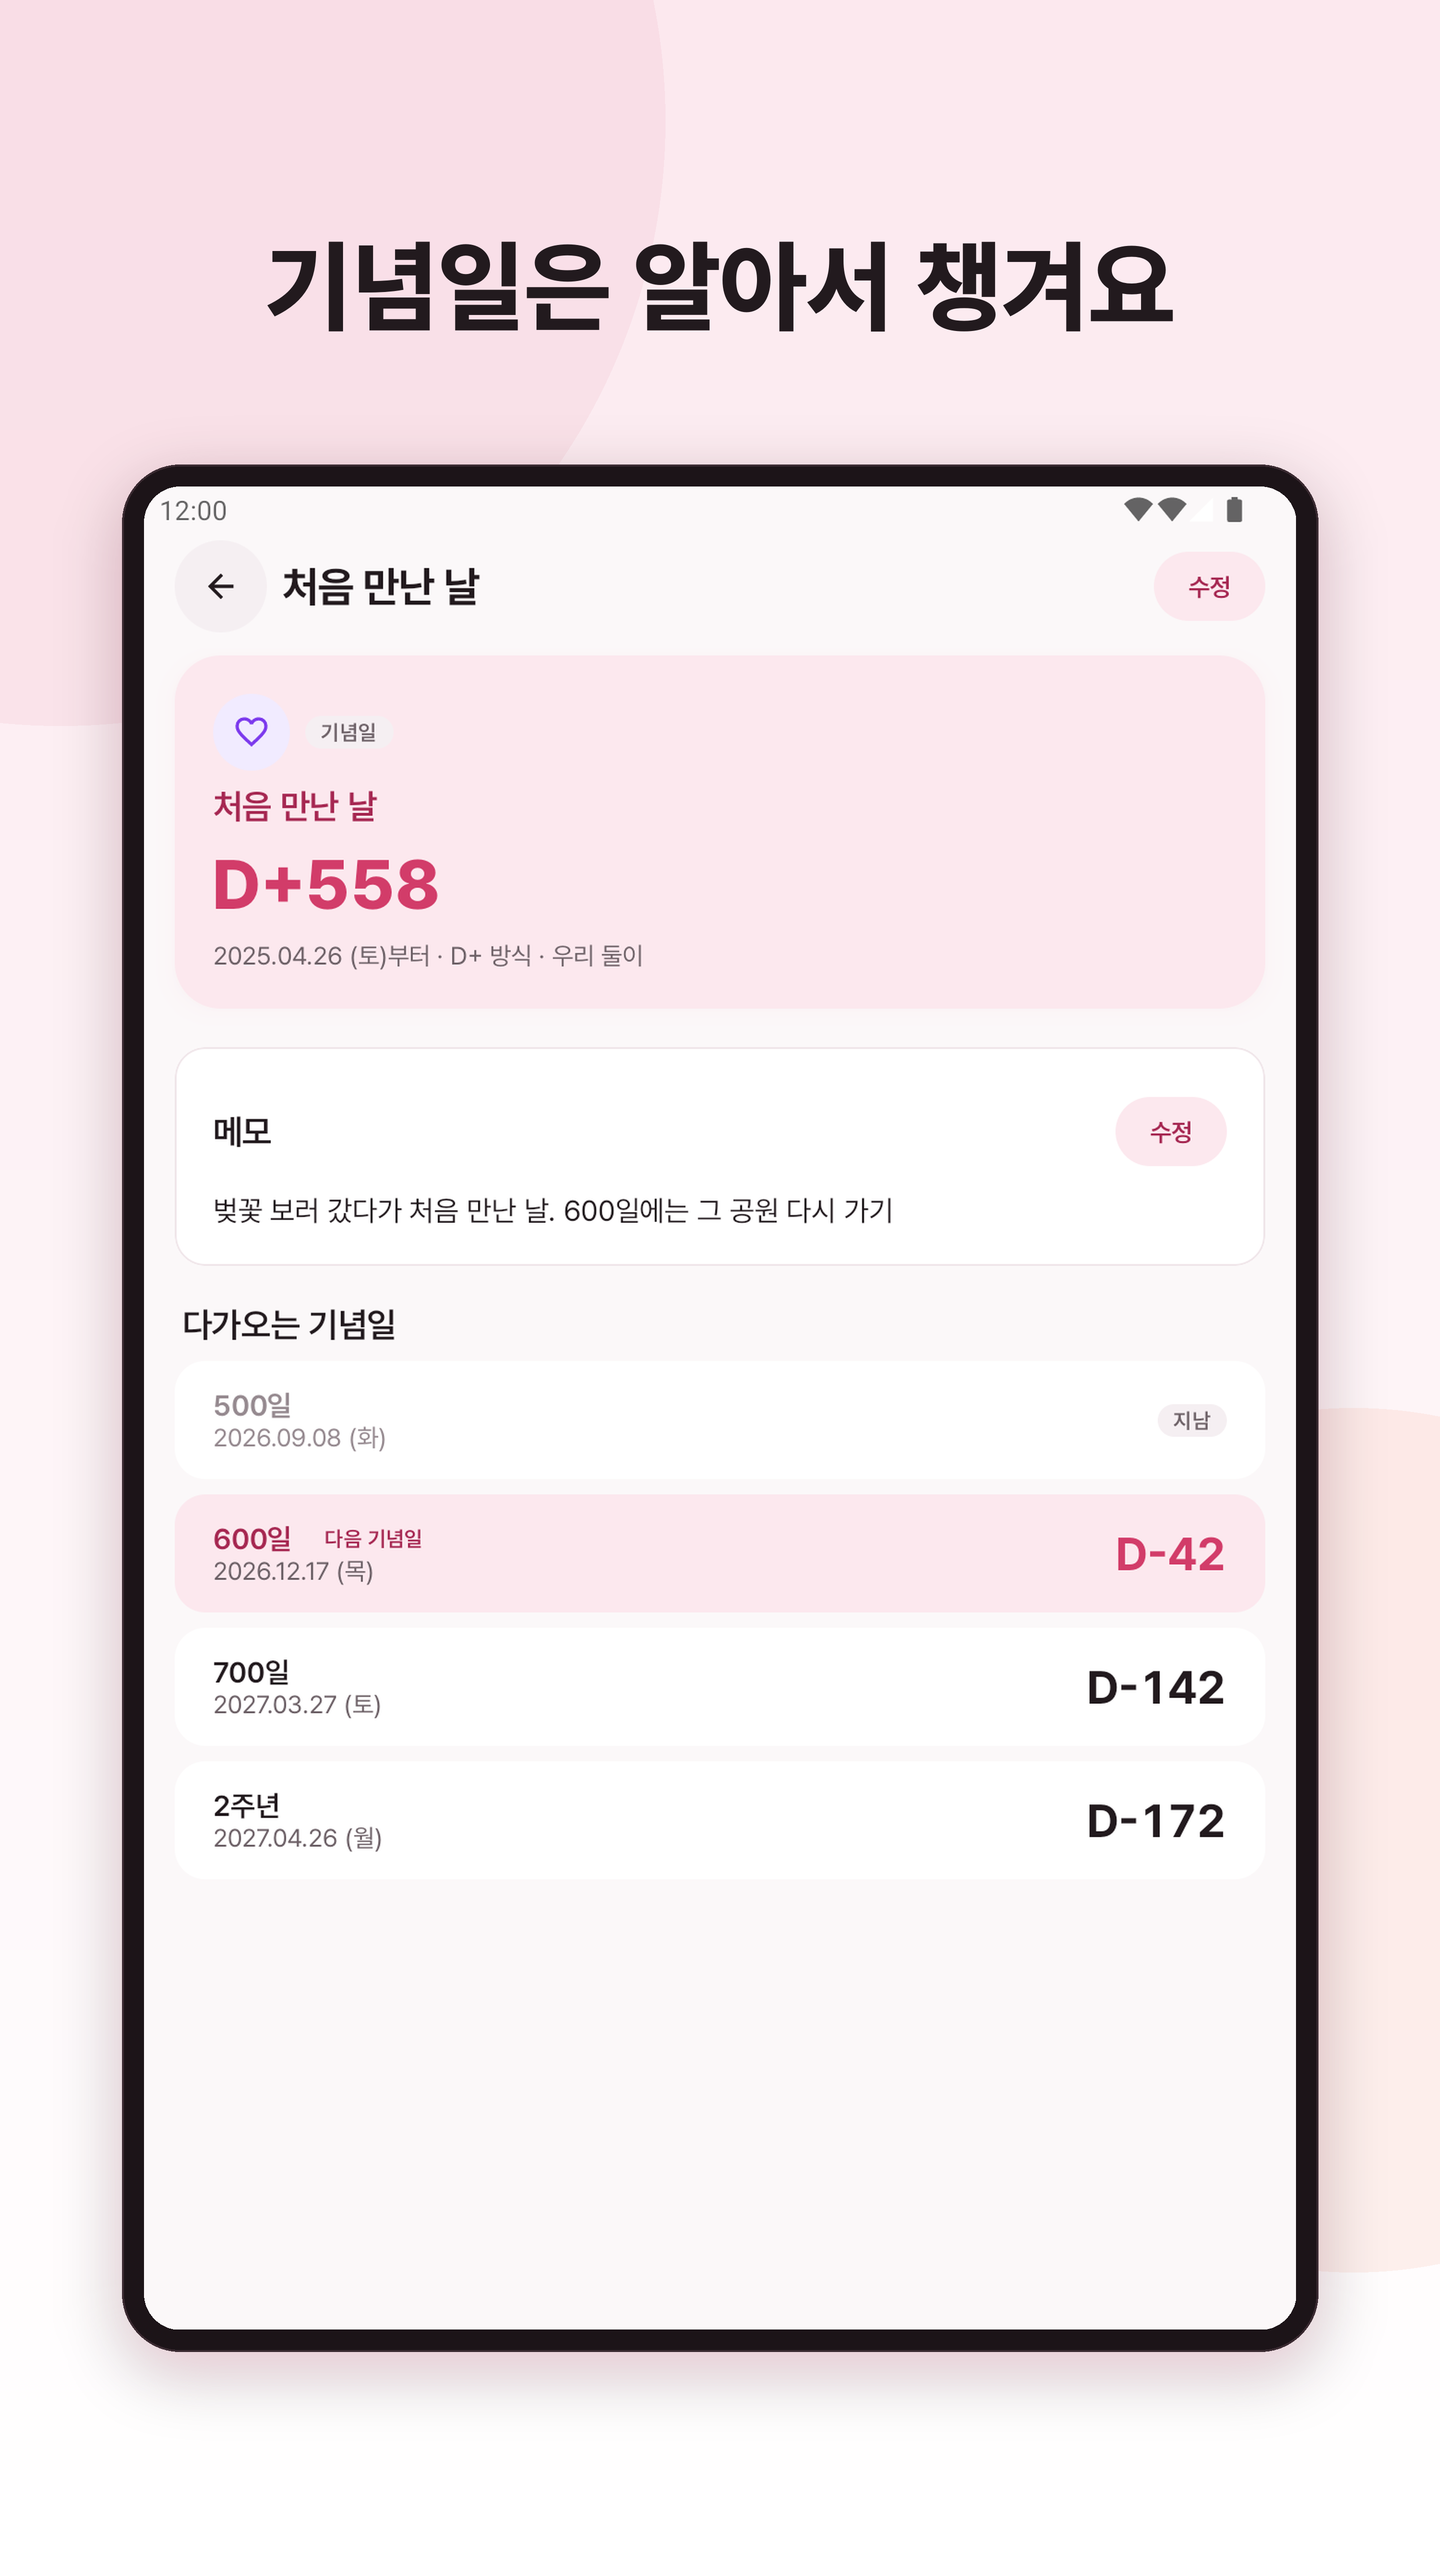 기념일은 알아서 챙겨요
12:00
처음 만난 날
수정
기념일
처음 만난 날
D+558
2025.04.26 (토)부터 · D+ 방식 · 우리 둘이
메모
수정
벚꽃 보러 갔다가 처음 만난 날. 600일에는 그 공원 다시 가기
다가오는 기념일
500일
2026.09.08 (화)
지남
600일 다음 기념일
2026.12.17 (목)
D-42
700일
2027.03.27 (토)
D-142
2주년
2027.04.26 (월)
D-172